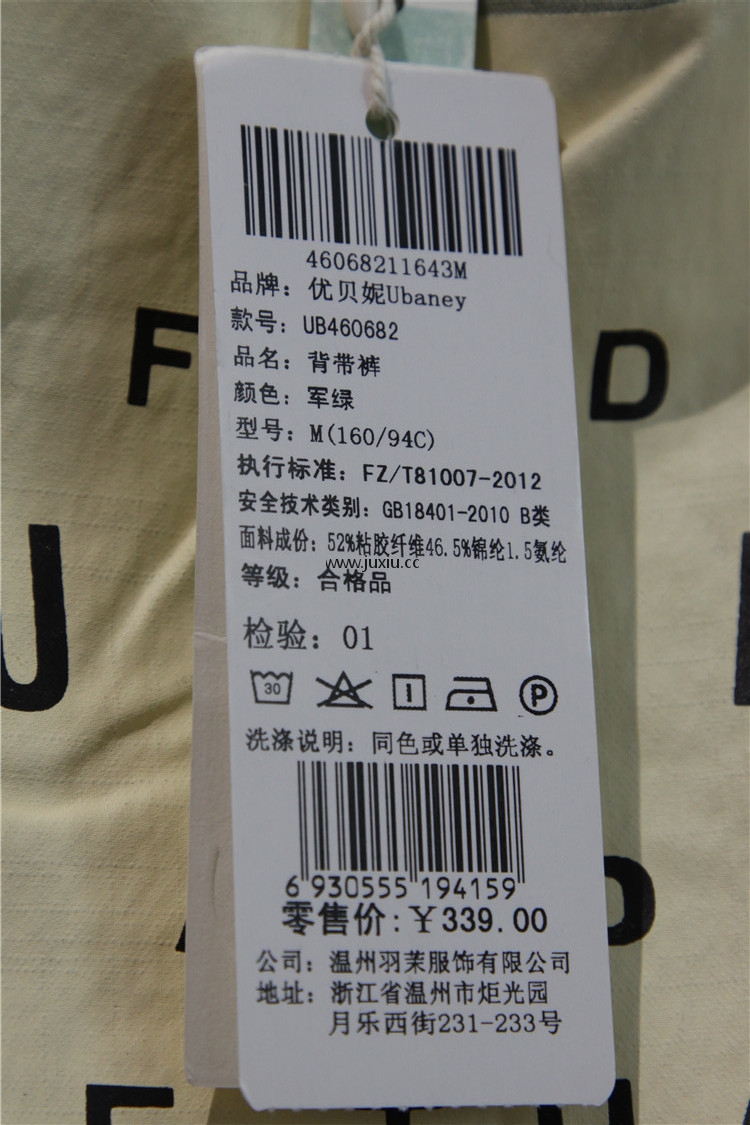 46068211643M
品牌：优贝妮Ubaney
款号：UB460682
品名：背带裤
颜色：军绿
型号：M(160/94C)
执行标准：FZ/T81007-2012
安全技术类别：GB18401-2010 B类
面料成份：52%粘胶纤维46.5%锦纶1.5氨纶
www.juxiu.cc
等级：合格品
检验：01
30 P
洗涤说明：同色或单独洗涤。
6 930555 194159
零售价:￥339.00
公司：温州羽茉服饰有限公司
地址：浙江省温州市炬光园
月乐西街231-233号
F D
U
D